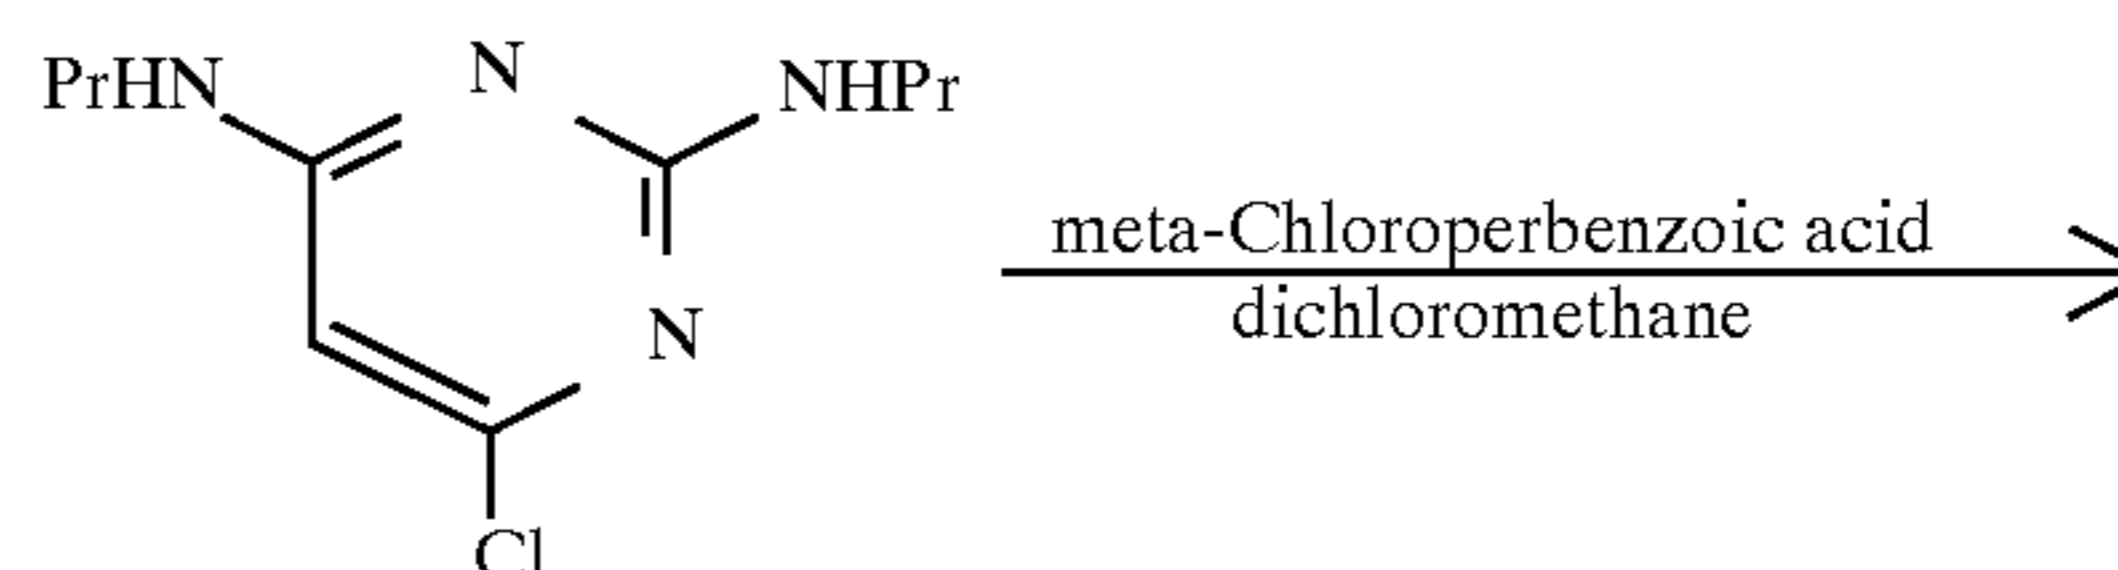 PrHN
N
NHPr
meta-Chloroperbenzoic acid
dichloromethane
N
Cl